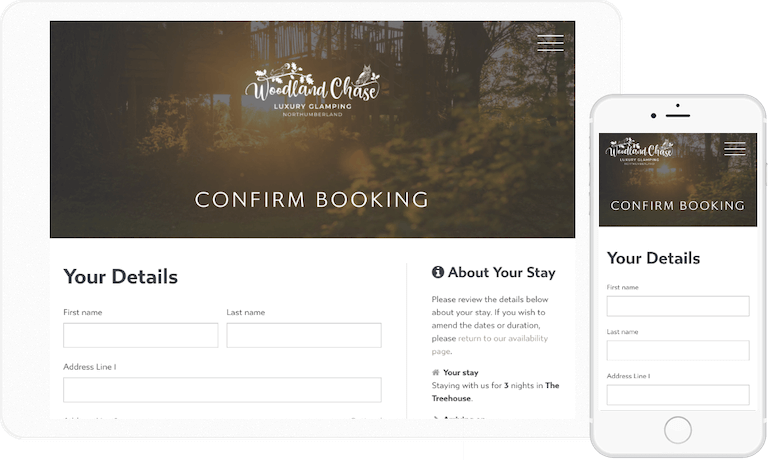 Woodland Chase
LUXURY GLAMPING
NORTHUMBERLAND
CONFIRM BOOKING
Your Details
First name
Last name
Address Line 1
About Your Stay
Please review the details below
about your stay. If you wish to
amend the dates or duration,
please return to our availability
page.
Your stay
Staying with us for 3 nights in The
Treehouse.
Woodland Chase
LUXURY GLAMPING
NORTHUMBERLAND
CONFIRM BOOKING
Your Details
First name
Last name
Address Line 1